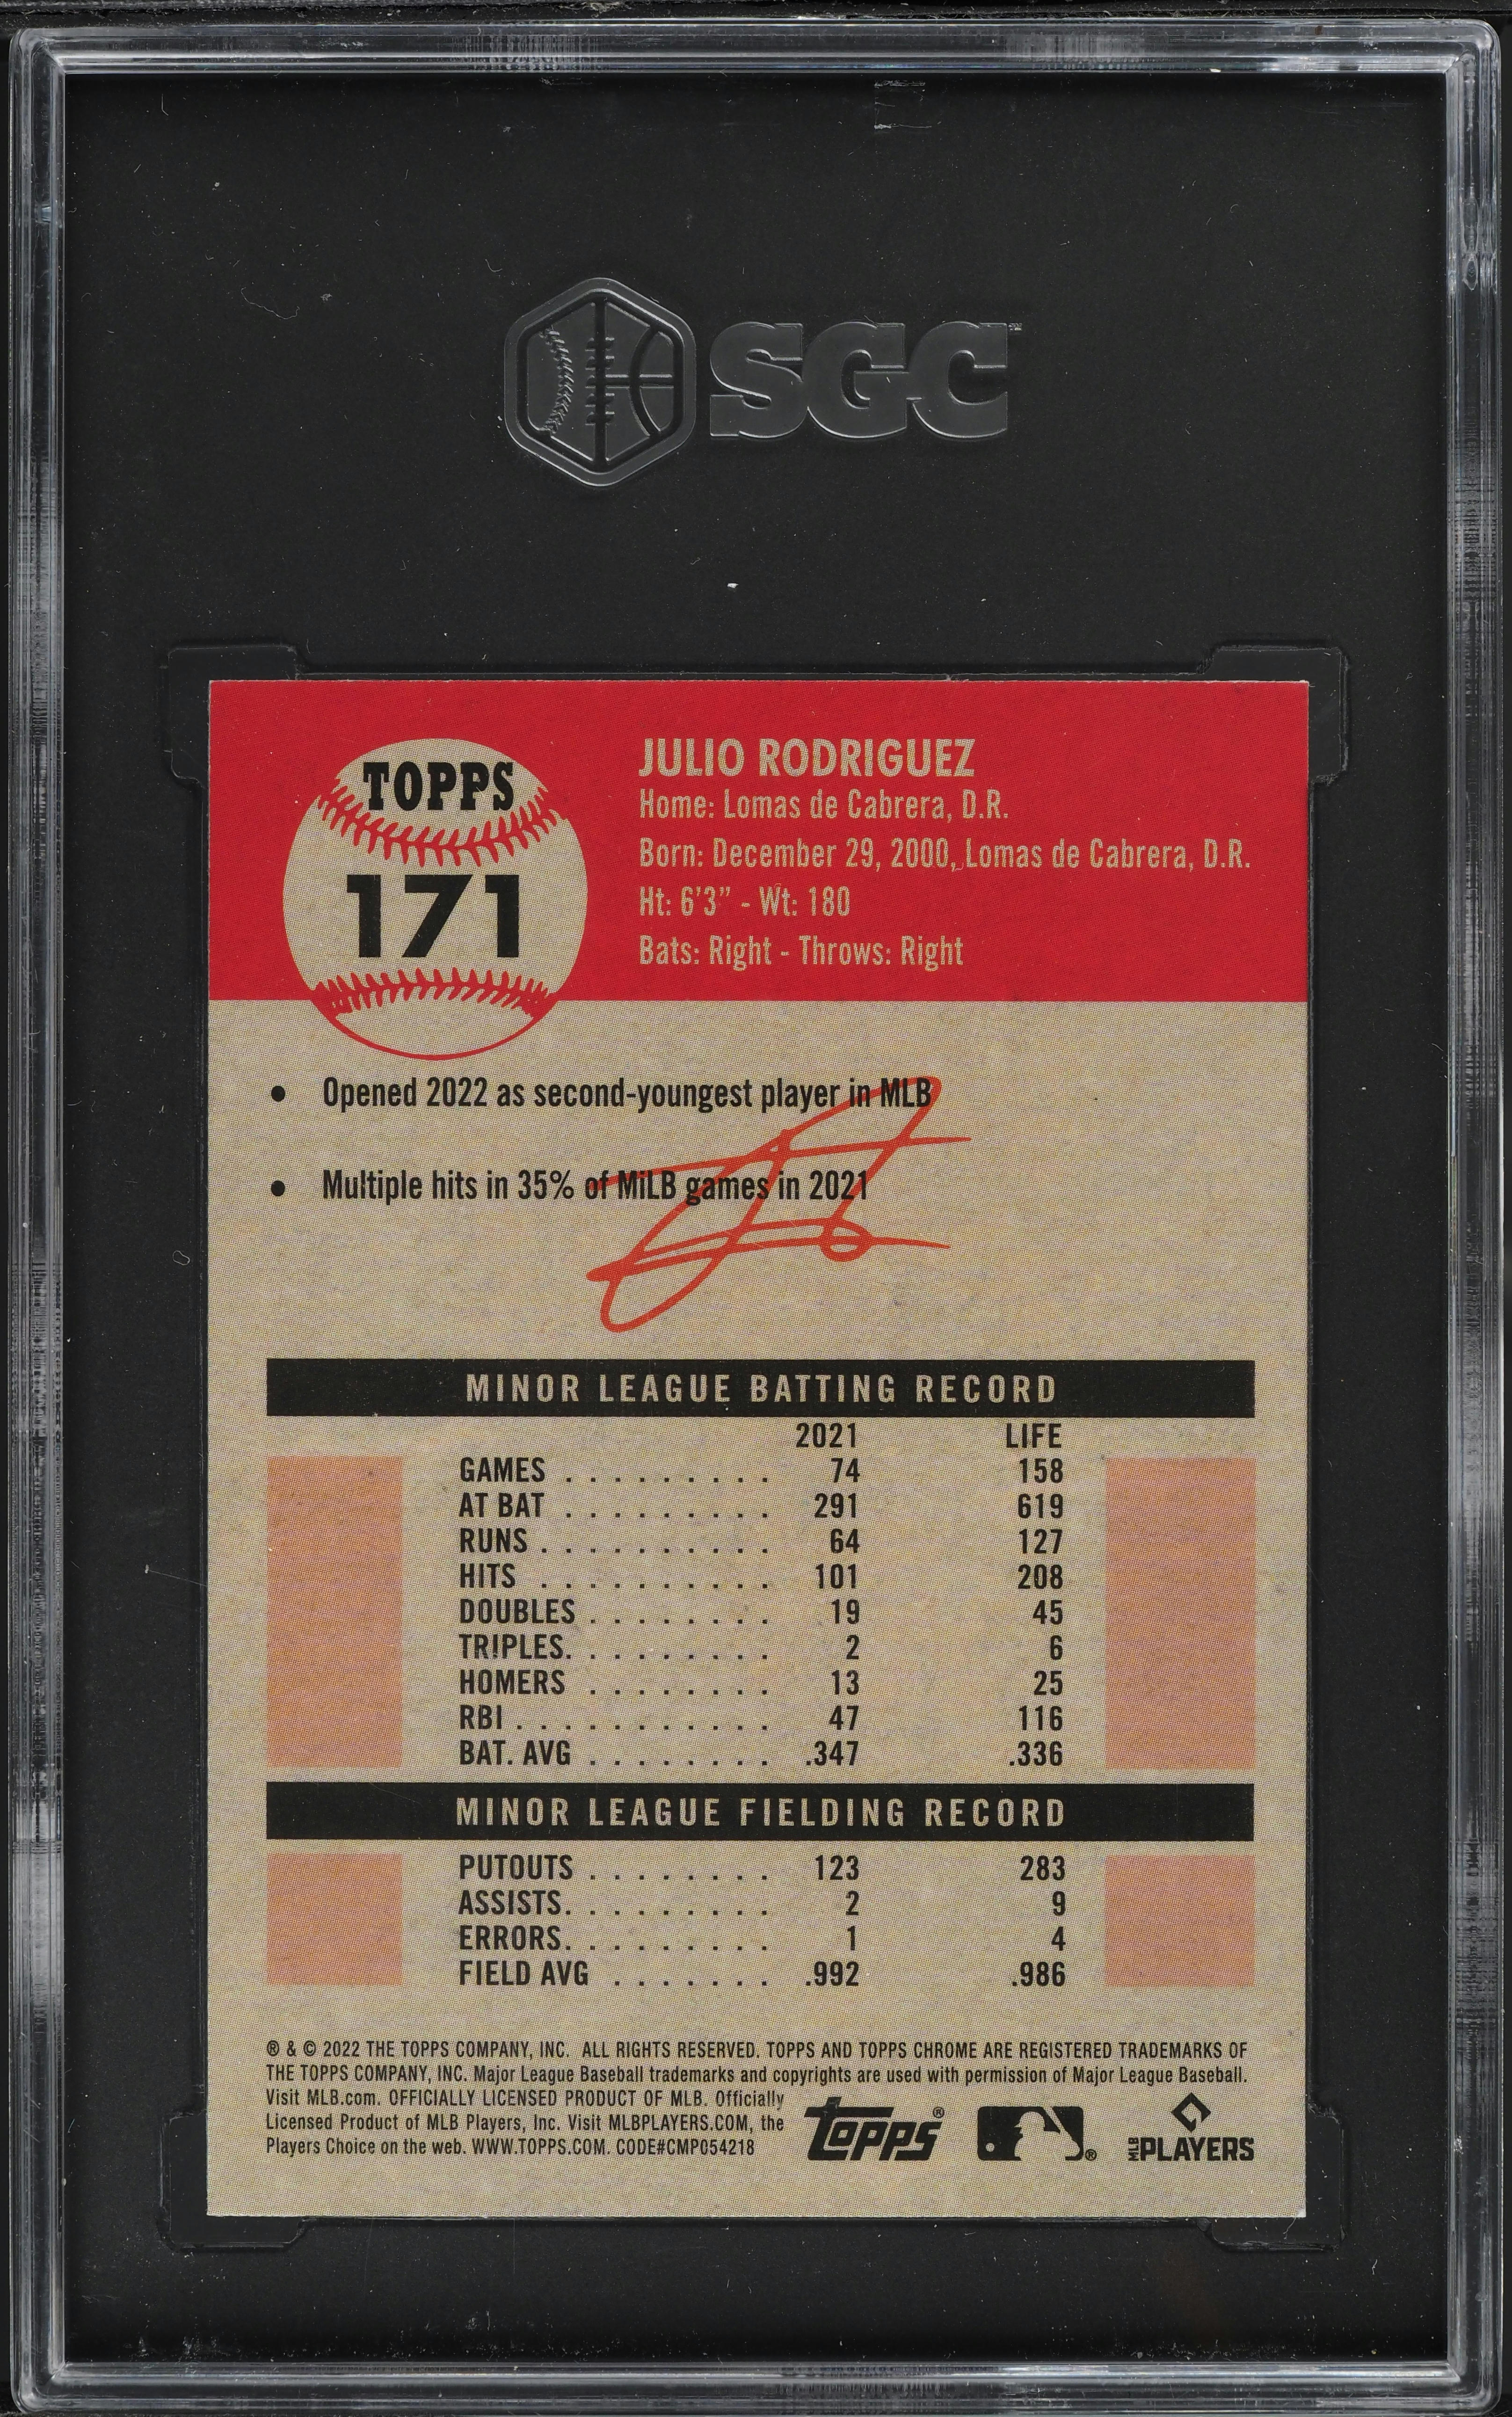 SGC
TOPPS
171
JULIO RODRIGUEZ
Home: Lomas de Cabrera, D.R.
Born: December 29, 2000, Lomas de Cabrera, D.R.
Ht: 6'3" - Wt: 180
Bats: Right - Throws: Right
• Opened 2022 as second-youngest player in MLB
• Multiple hits in 35% of MiLB games in 2021
MINOR LEAGUE BATTING RECORD
2021 LIFE
GAMES . . . . . . . . . 74 158
AT BAT . . . . . . . . . 291 619
RUNS . . . . . . . . . . 64 127
HITS . . . . . . . . . . 101 208
DOUBLES . . . . . . . . 19 45
TRIPLES. . . . . . . . . 2 6
HOMERS . . . . . . . . 13 25
RBI . . . . . . . . . . . 47 116
BAT. AVG . . . . . . . . .347 .336
MINOR LEAGUE FIELDING RECORD
PUTOUTS . . . . . . . . 123 283
ASSISTS. . . . . . . . . 2 9
ERRORS. . . . . . . . . 1 4
FIELD AVG . . . . . . . .992 .986
® & © 2022 THE TOPPS COMPANY, INC. ALL RIGHTS RESERVED. TOPPS AND TOPPS CHROME ARE REGISTERED TRADEMARKS OF
THE TOPPS COMPANY, INC. Major League Baseball trademarks and copyrights are used with permission of Major League Baseball.
Visit MLB.com. OFFICIALLY LICENSED PRODUCT OF MLB. Officially
Licensed Product of MLB Players, Inc. Visit MLBPLAYERS.COM, the
Players Choice on the web. WWW.TOPPS.COM. CODE#CMP054218
Topps®
®
MLB PLAYERS